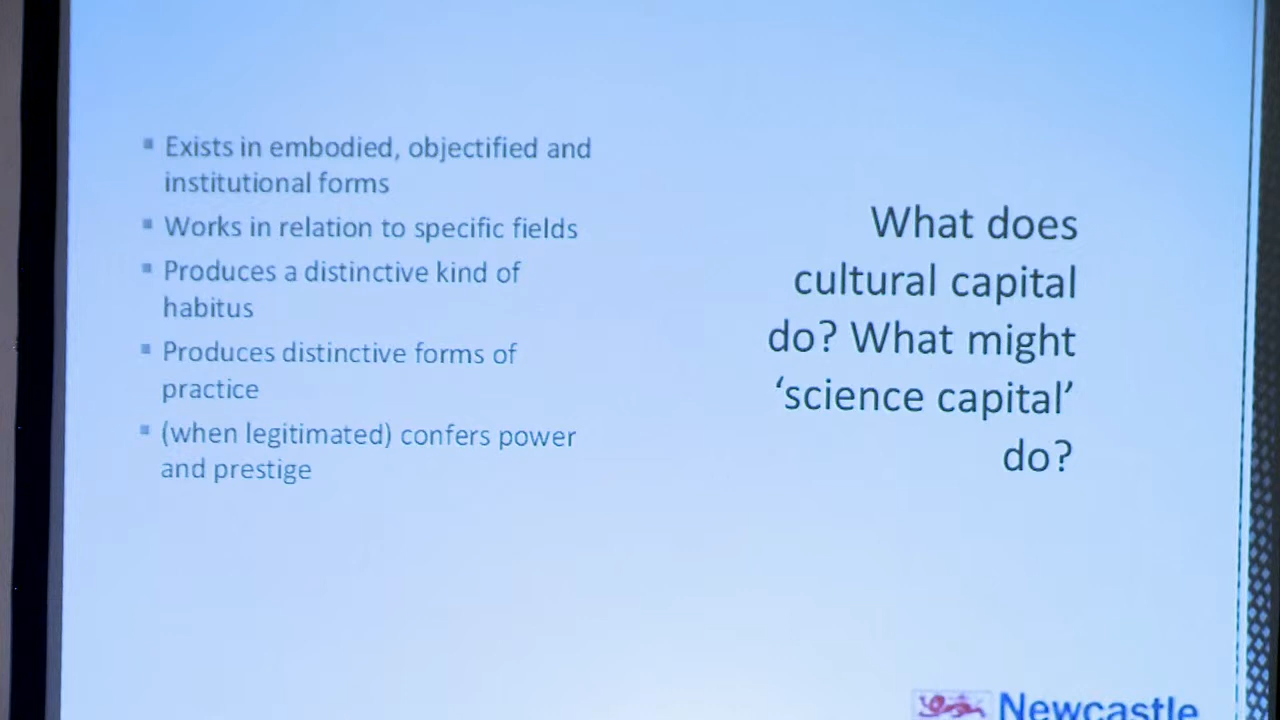 Exists in embodied, objectified and
institutional forms
Works in relation to specific fields
Produces a distinctive kind of
habitus
Produces distinctive forms of
practice
(when legitimated) confers power
and prestige
What does
cultural capital
do? What might
‘science capital’
do?
Newcastle